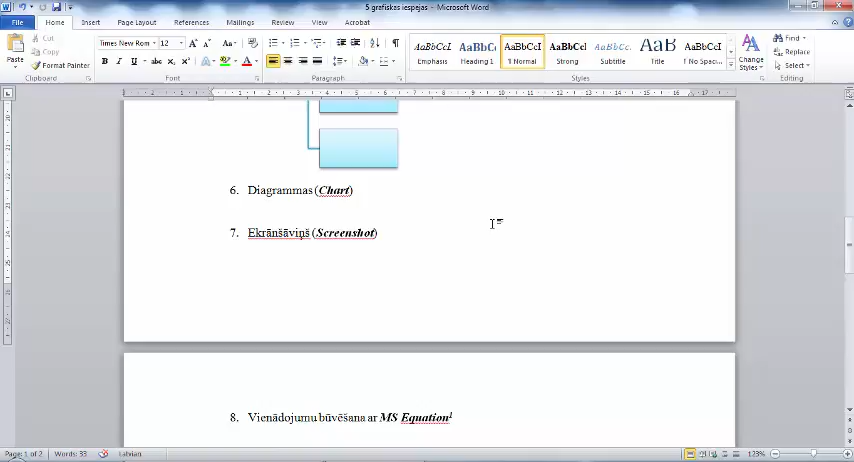 5 grafiskas iespejas - Microsoft Word
File Home Insert Page Layout References Mailings Review View Acrobat
Paste
Cut
Copy
Format Painter
Clipboard
Times New Rom 12
Font
Paragraph
AaBbCcI AaBbC AaBbCcI AaBbCcI AaBbCc. AaB AaBbCcI
Emphasis Heading 1 ¶ Normal Strong Subtitle Title ¶ No Spaci...
Change Styles
Styles
Find
Replace
Select
Editing
6. Diagrammas (Chart)
7. Ekrānšāviņš (Screenshot)
8. Vienādojumu būvēšana ar MS Equation¹
Page: 1 of 2 Words: 33 Latvian 123%